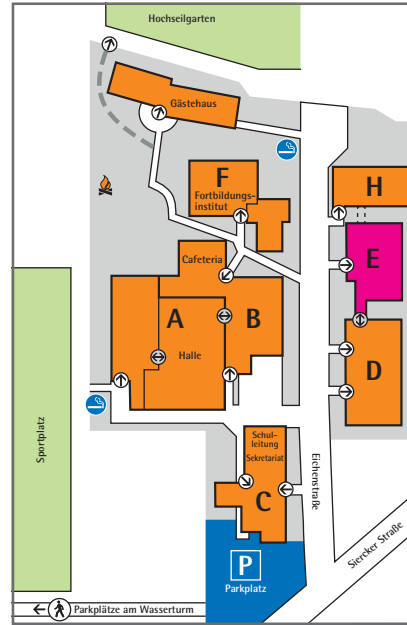 Hochseilgarten
Gästehaus
F
Fortbildungs-
institut
H
Cafeteria
E
A
B
Halle
D
Sportplatz
Schul-
leitung
Sekretariat
C
Eichenstraße
Siercker Straße
P
Parkplatz
Parkplätze am Wasserturm